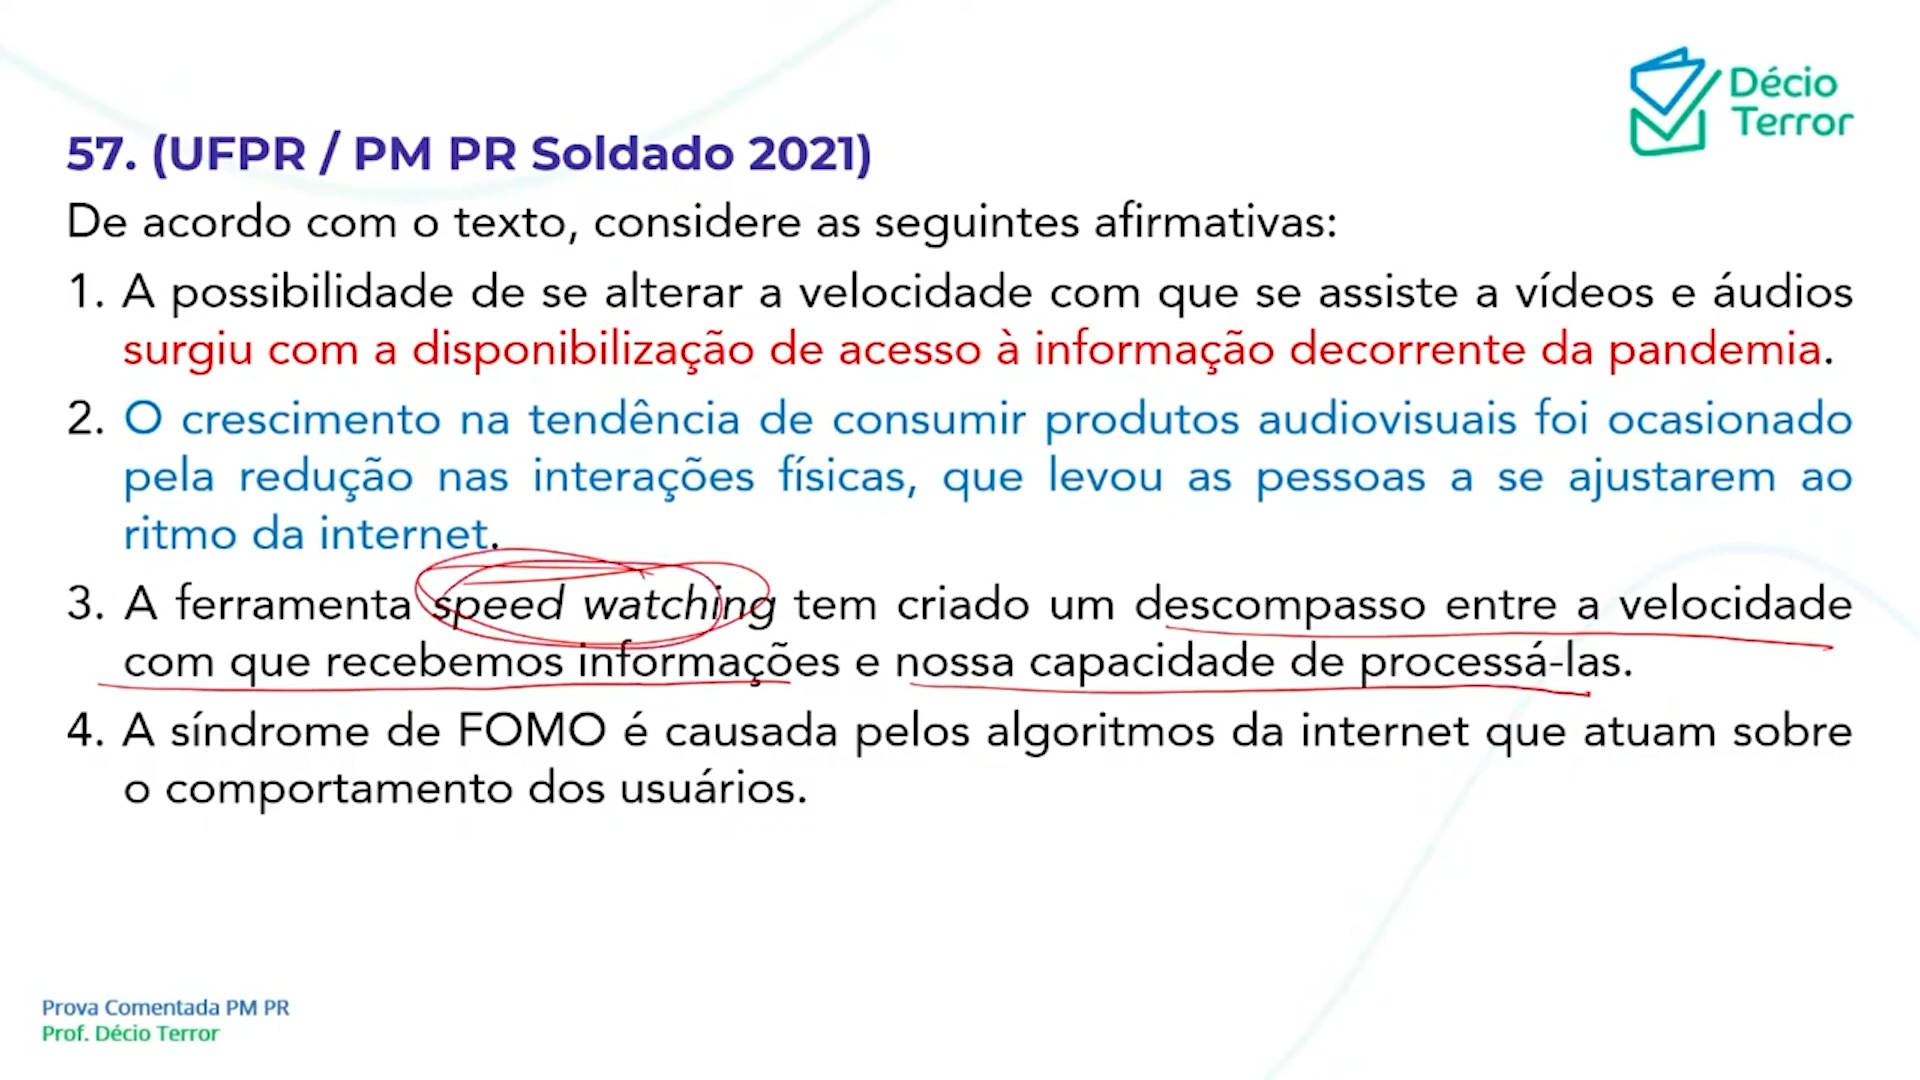 Décio
Terror
57. (UFPR / PM PR Soldado 2021)
De acordo com o texto, considere as seguintes afirmativas:
1. A possibilidade de se alterar a velocidade com que se assiste a vídeos e áudios
surgiu com a disponibilização de acesso à informação decorrente da pandemia.
2. O crescimento na tendência de consumir produtos audiovisuais foi ocasionado
pela redução nas interações físicas, que levou as pessoas a se ajustarem ao
ritmo da internet.
3. A ferramenta speed watching tem criado um descompasso entre a velocidade
com que recebemos informações e nossa capacidade de processá-las.
4. A síndrome de FOMO é causada pelos algoritmos da internet que atuam sobre
o comportamento dos usuários.
Prova Comentada PM PR
Prof. Décio Terror